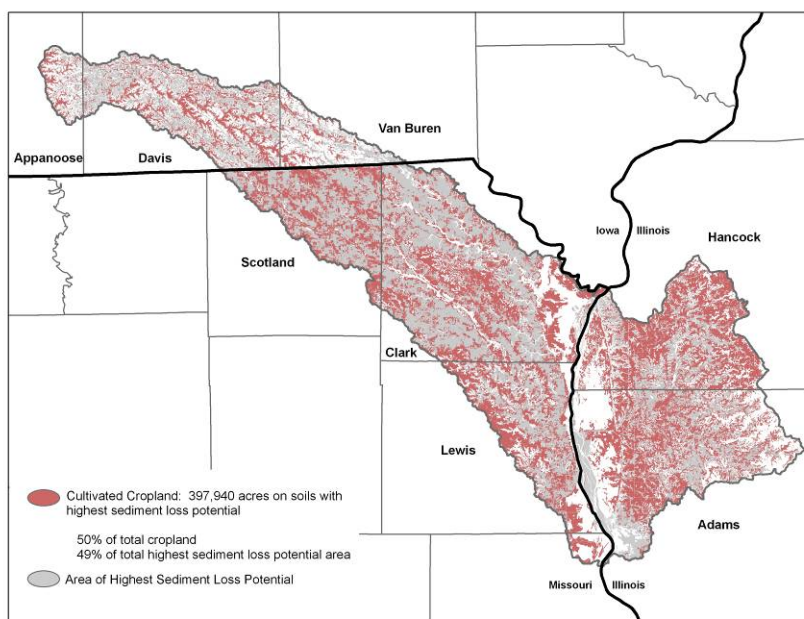 Van Buren
Appanoose
Davis
Iowa
Illinois
Hancock
Scotland
Clark
Lewis
Adams
Cultivated Cropland: 397,940 acres on soils with
highest sediment loss potential
50% of total cropland
49% of total highest sediment loss potential area
Area of Highest Sediment Loss Potential
Missouri
Illinois